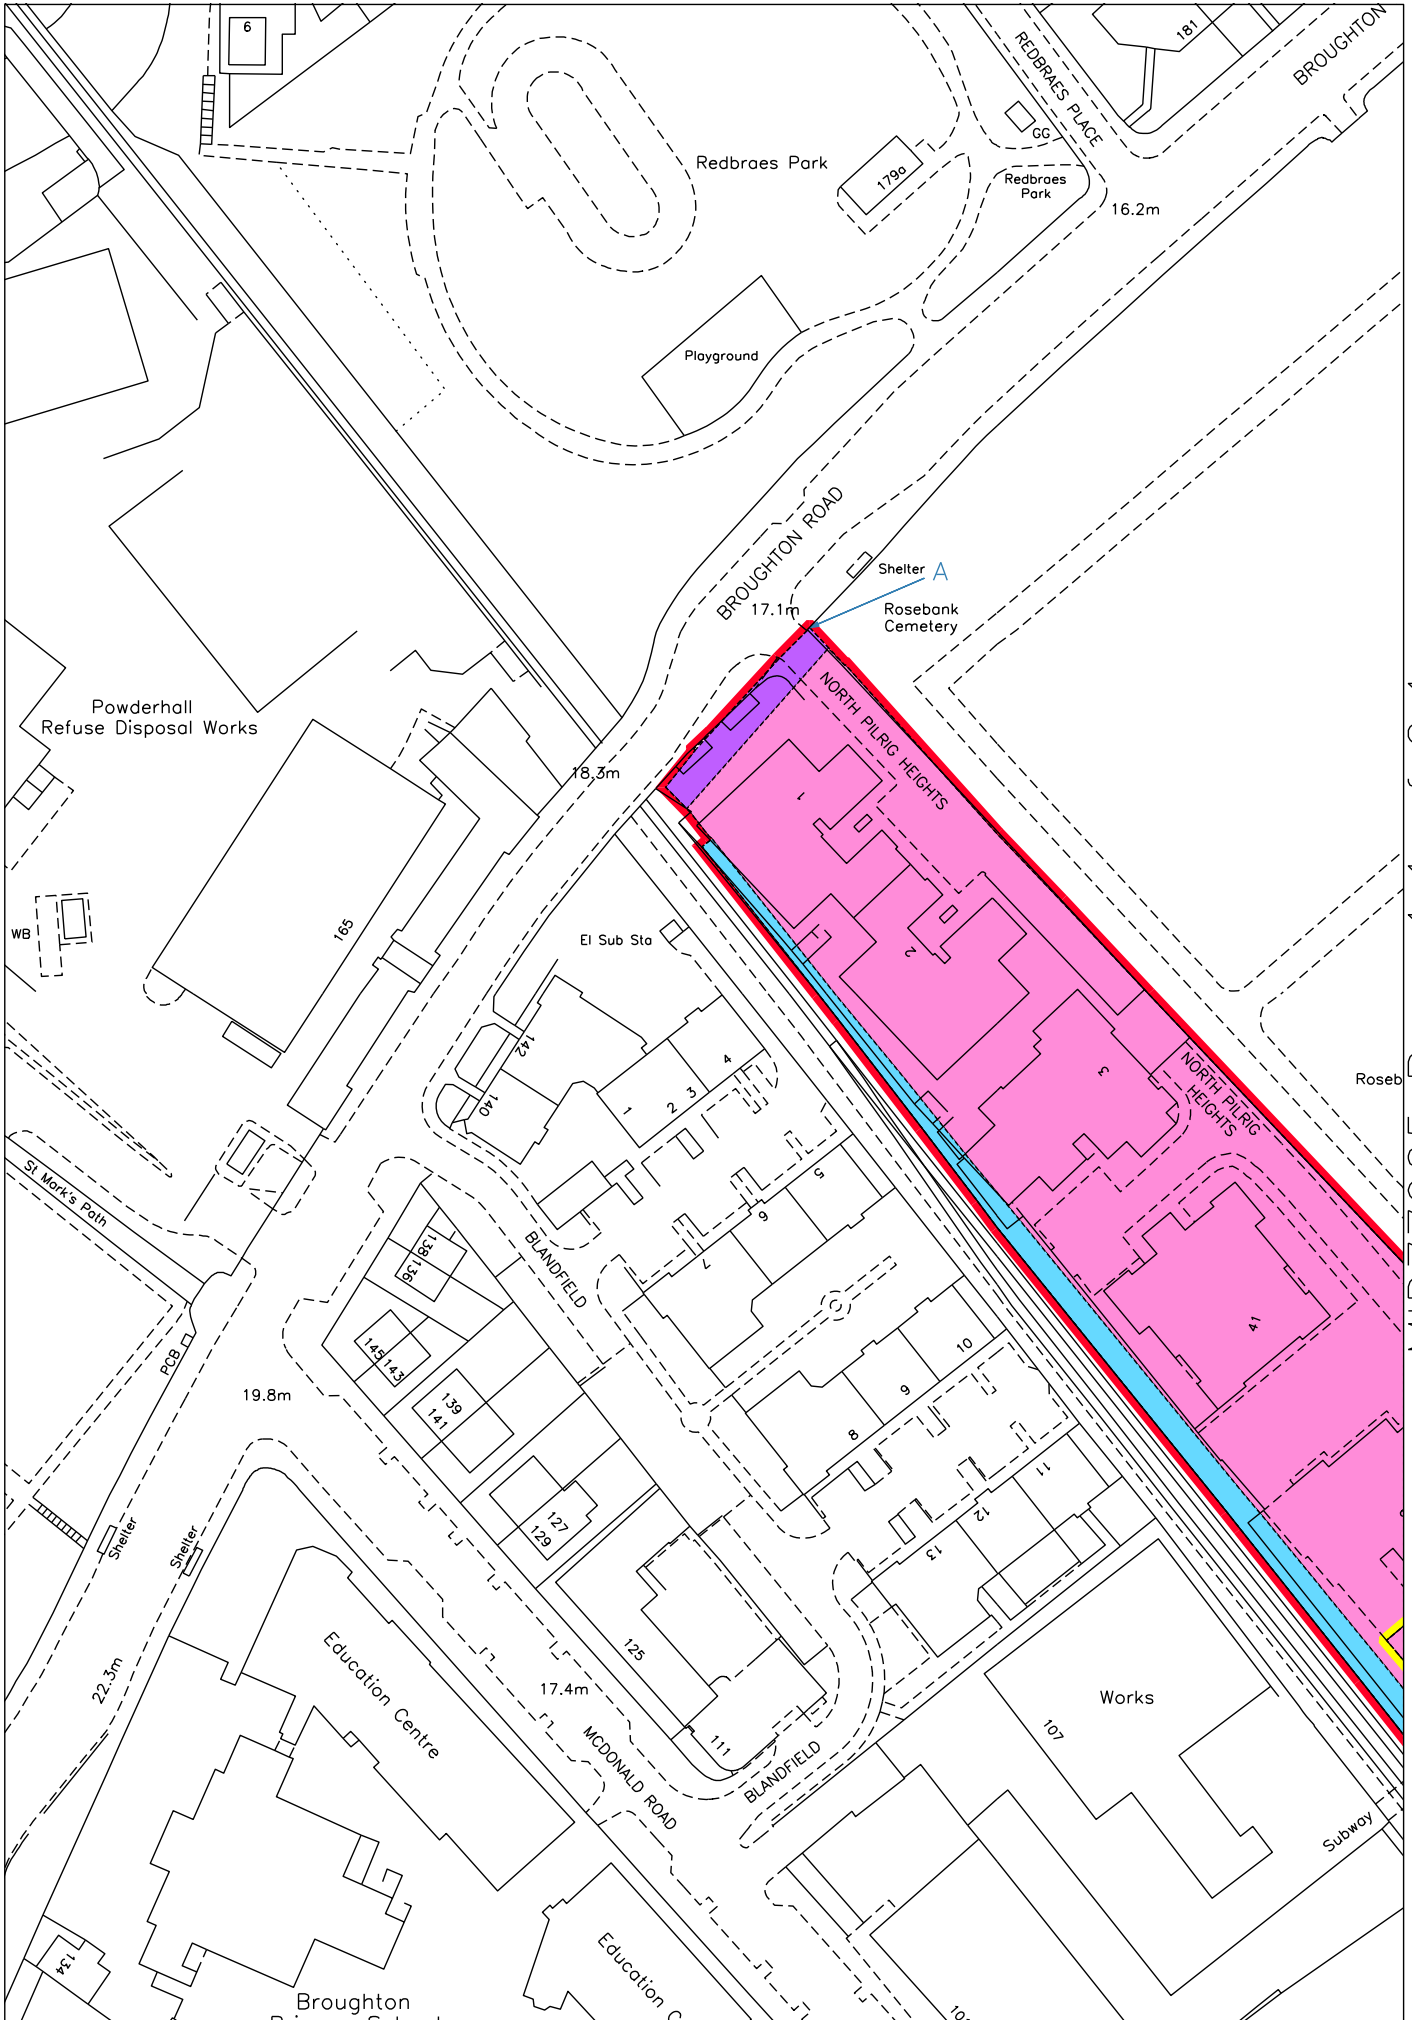 6
181
BROUGHTON
REDBRAES PLACE
GG
Redbraes Park
179a
Redbraes
Park
16.2m
Playground
BROUGHTON ROAD
Shelter
A
17.1m
Rosebank
Cemetery
NORTH PILRIG HEIGHTS
Powderhall
Refuse Disposal Works
18.3m
1
165
WB
El Sub Sta
2
142
4
3
2
1
140
3
NORTH PILRIG
HEIGHTS
Roseb
St Mark's Path
5
6
7
BLANDFIELD
138
136
C
41
PCB
145
143
10
9
8
19.8m
139
141
11
12
13
127
129
Shelter
Shelter
125
Education Centre
22.3m
17.4m
Works
107
111
MCDONALD ROAD
BLANDFIELD
Subway
134
Education C
Broughton